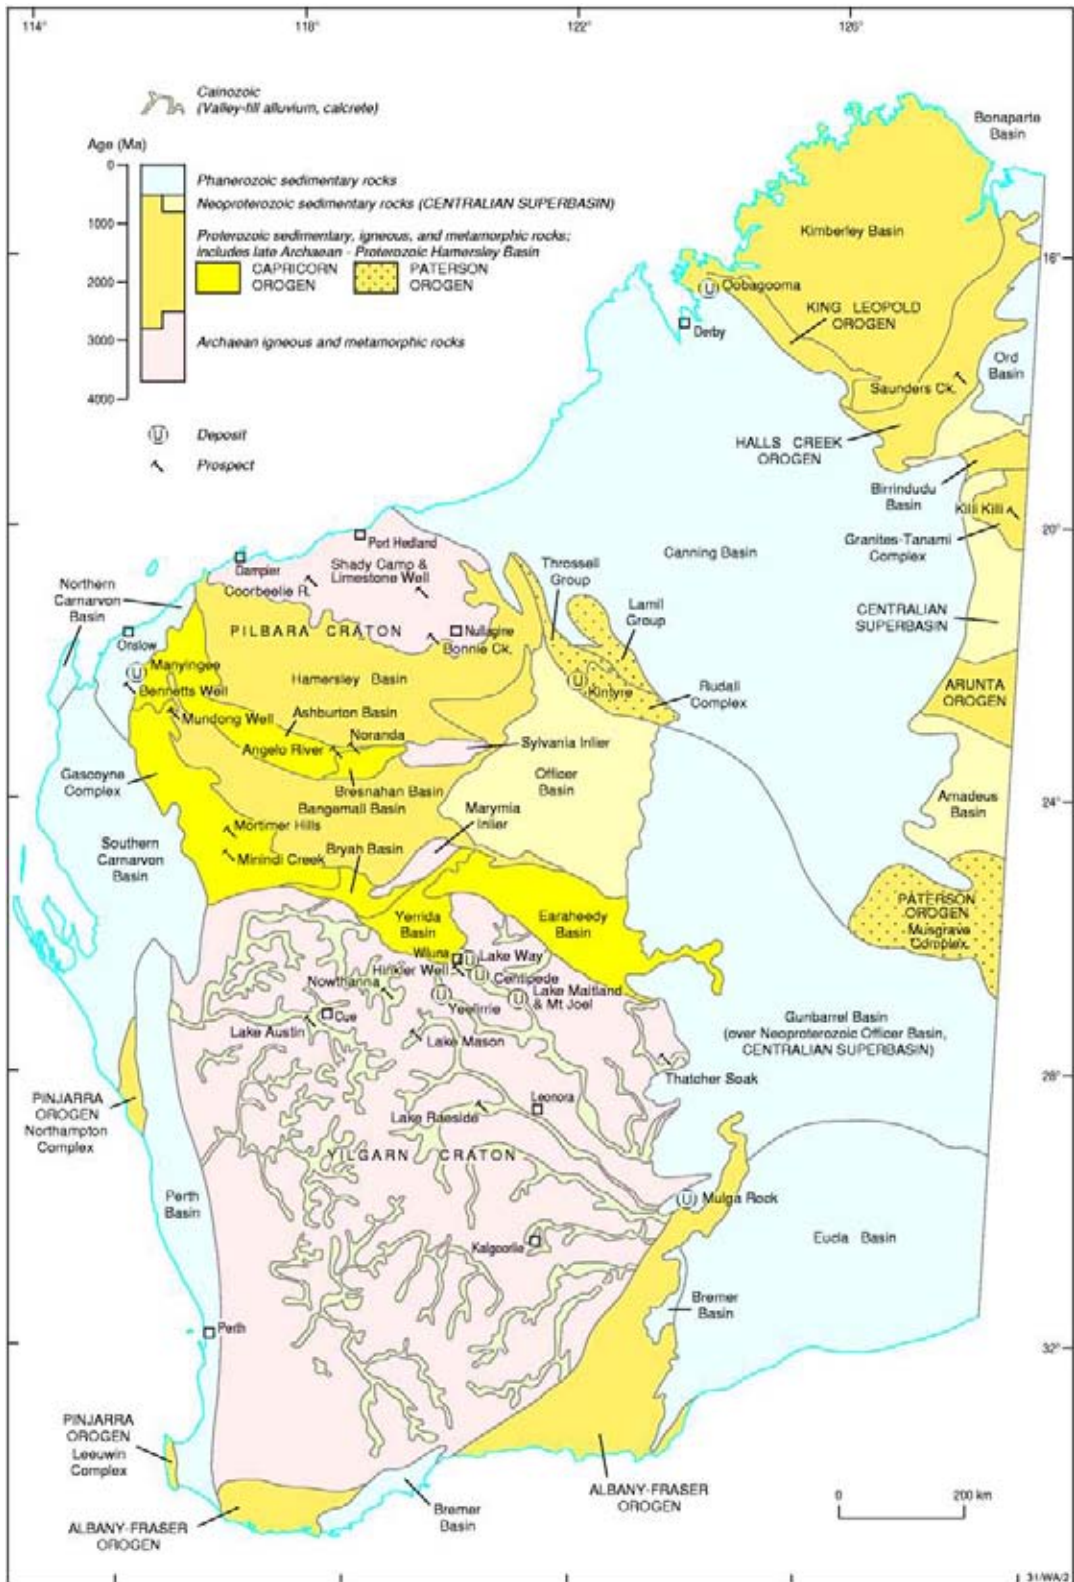 114°
118°
122°
126°
Cainozoic
(Valley-fill alluvium, calcrete)
Age (Ma)
0
1000
2000
3000
4000
Phanerozoic sedimentary rocks
Neoproterozoic sedimentary rocks (CENTRALIAN SUPERBASIN)
Proterozoic sedimentary, igneous, and metamorphic rocks;
includes late Archaean - Proterozoic Hamersley Basin
CAPRICORN
OROGEN
PATERSON
OROGEN
Archaean igneous and metamorphic rocks
U
Deposit
Prospect
Bonaparte
Basin
Kimberley Basin
16°
U
Oobagooma
KING LEOPOLD
OROGEN
Derby
Ord
Basin
Saunders Ck.
HALLS CREEK
OROGEN
Birrindudu
Basin
Killi Killi
Granites-Tanami
Complex
20°
Canning Basin
Port Hedland
Dampier
Shady Camp &
Limestone Well
Coorbeelie R.
Throssell
Group
Lamil
Group
Northern
Carnarvon
Basin
CENTRALIAN
SUPERBASIN
Onslow
PILBARA CRATON
Nullagine
Bonnie Ck.
U
Manyingee
Bennetts Well
Hamersley Basin
U
Kintyre
Rudall
Complex
ARUNTA
OROGEN
Mundong Well
Ashburton Basin
Noranda
Angelo River
Sylvania Inlier
Gascoyne
Complex
Bresnahan Basin
Bangemall Basin
Officer
Basin
24°
Amadeus
Basin
Mortimer Hills
Marymia
Inlier
Southern
Carnarvon
Basin
Minindi Creek
Bryah Basin
Yerrida
Basin
Earaheedy
Basin
PATERSON
OROGEN
Musgrave
Complex
Wiluna
U
Lake Way
Hinkler Well
U
Centipede
Nowthanna
U
Yeelirrie
U
Lake Maitland
& Mt Joel
Cue
Lake Austin
Lake Mason
Gunbarrel Basin
(over Neoproterozoic Officer Basin,
CENTRALIAN SUPERBASIN)
Thatcher Soak
28°
PINJARRA
OROGEN
Northampton
Complex
Leonora
Lake Raeside
YILGARN CRATON
Perth
Basin
U
Mulga Rock
Eucla Basin
Kalgoorlie
Bremer
Basin
Perth
32°
PINJARRA
OROGEN
Leeuwin
Complex
ALBANY-FRASER
OROGEN
Bremer
Basin
ALBANY-FRASER
OROGEN
0
200 km
31/WA/2